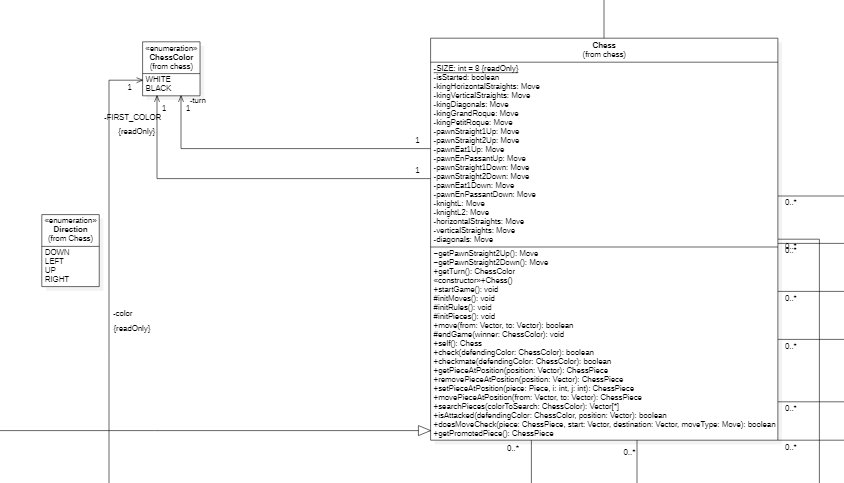 «enumeration»
ChessColor
(from chess)
WHITE
BLACK
1
-turn
1
1
-FIRST_COLOR
{readOnly}
1
1
«enumeration»
Direction
(from Chess)
DOWN
LEFT
UP
RIGHT
-color
{readOnly}
Chess
(from chess)
-SIZE: int = 8 {readOnly}
-isStarted: boolean
-kingHorizontalStraights: Move
-kingVerticalStraights: Move
-kingDiagonals: Move
-kingGrandRoque: Move
-kingPetitRoque: Move
-pawnStraight1Up: Move
-pawnStraight2Up: Move
-pawnEat1Up: Move
-pawnEnPassantUp: Move
-pawnStraight1Down: Move
-pawnStraight2Down: Move
-pawnEat1Down: Move
-pawnEnPassantDown: Move
-knightL: Move
-knightL2: Move
-horizontalStraights: Move
-verticalStraights: Move
-diagonals: Move
~getPawnStraight2Up(): Move
~getPawnStraight2Down(): Move
+getTurn(): ChessColor
«constructor»+Chess()
+startGame(): void
#initMoves(): void
#initRules(): void
#initPieces(): void
+move(from: Vector, to: Vector): boolean
#endGame(winner: ChessColor): void
+self(): Chess
+check(defendingColor: ChessColor): boolean
+checkmate(defendingColor: ChessColor): boolean
+getPieceAtPosition(position: Vector): ChessPiece
+removePieceAtPosition(position: Vector): ChessPiece
+setPieceAtPosition(piece: Piece, i: int, j: int): ChessPiece
+movePieceAtPosition(from: Vector, to: Vector): ChessPiece
+searchPieces(colorToSearch: ChessColor): Vector[*]
+isAttacked(defendingColor: ChessColor, position: Vector): boolean
+doesMoveCheck(piece: ChessPiece, start: Vector, destination: Vector, moveType: Move): boolean
+getPromotedPiece(): ChessPiece
0..*
0..*
0..*
0..*
0..*
0..*
0..*
0..*
0..*